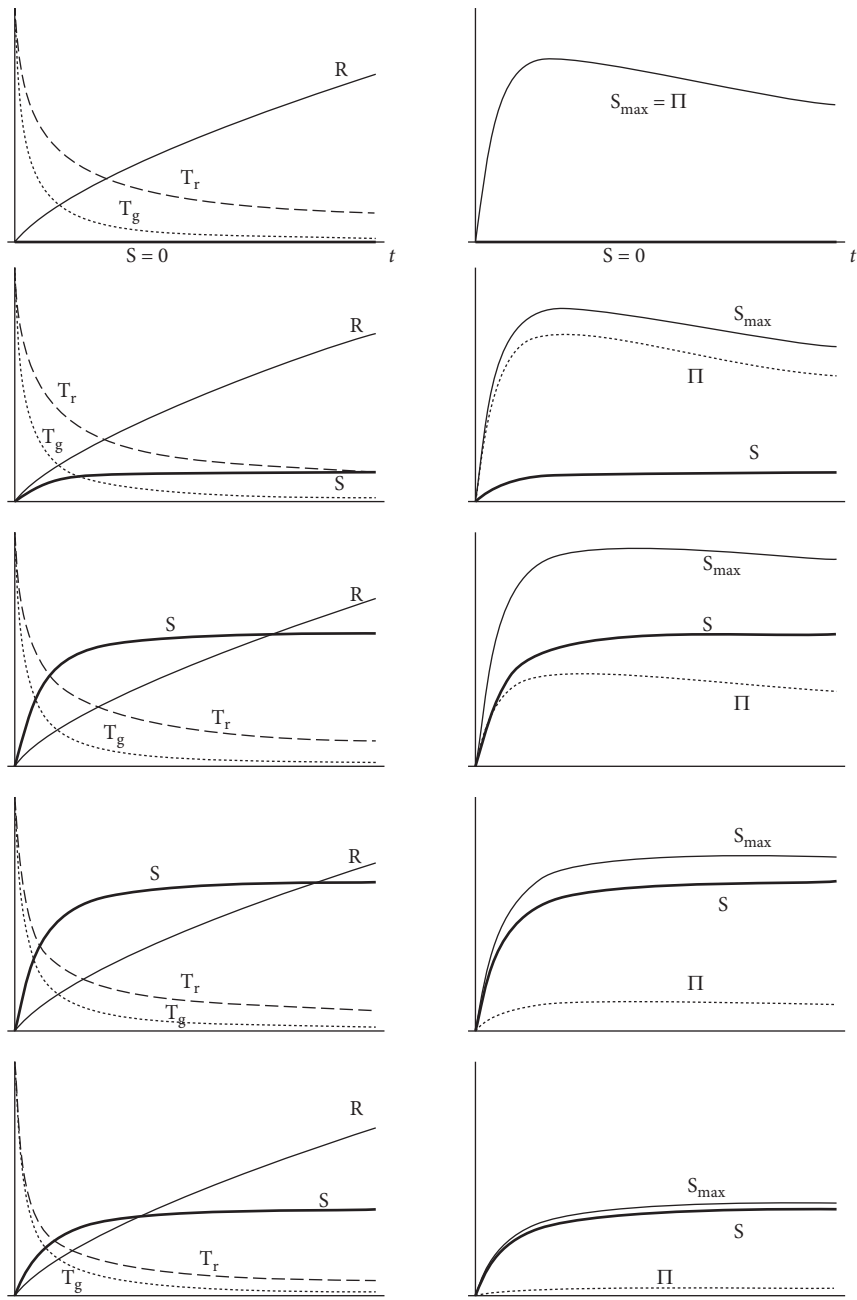 R
T_r
T_g
S = 0
t
S_max = Π
S = 0
t
R
T_r
T_g
S
S_max
Π
S
R
S
T_r
T_g
S_max
S
Π
R
S
T_r
T_g
S_max
S
Π
R
S
T_r
T_g
S_max
S
Π